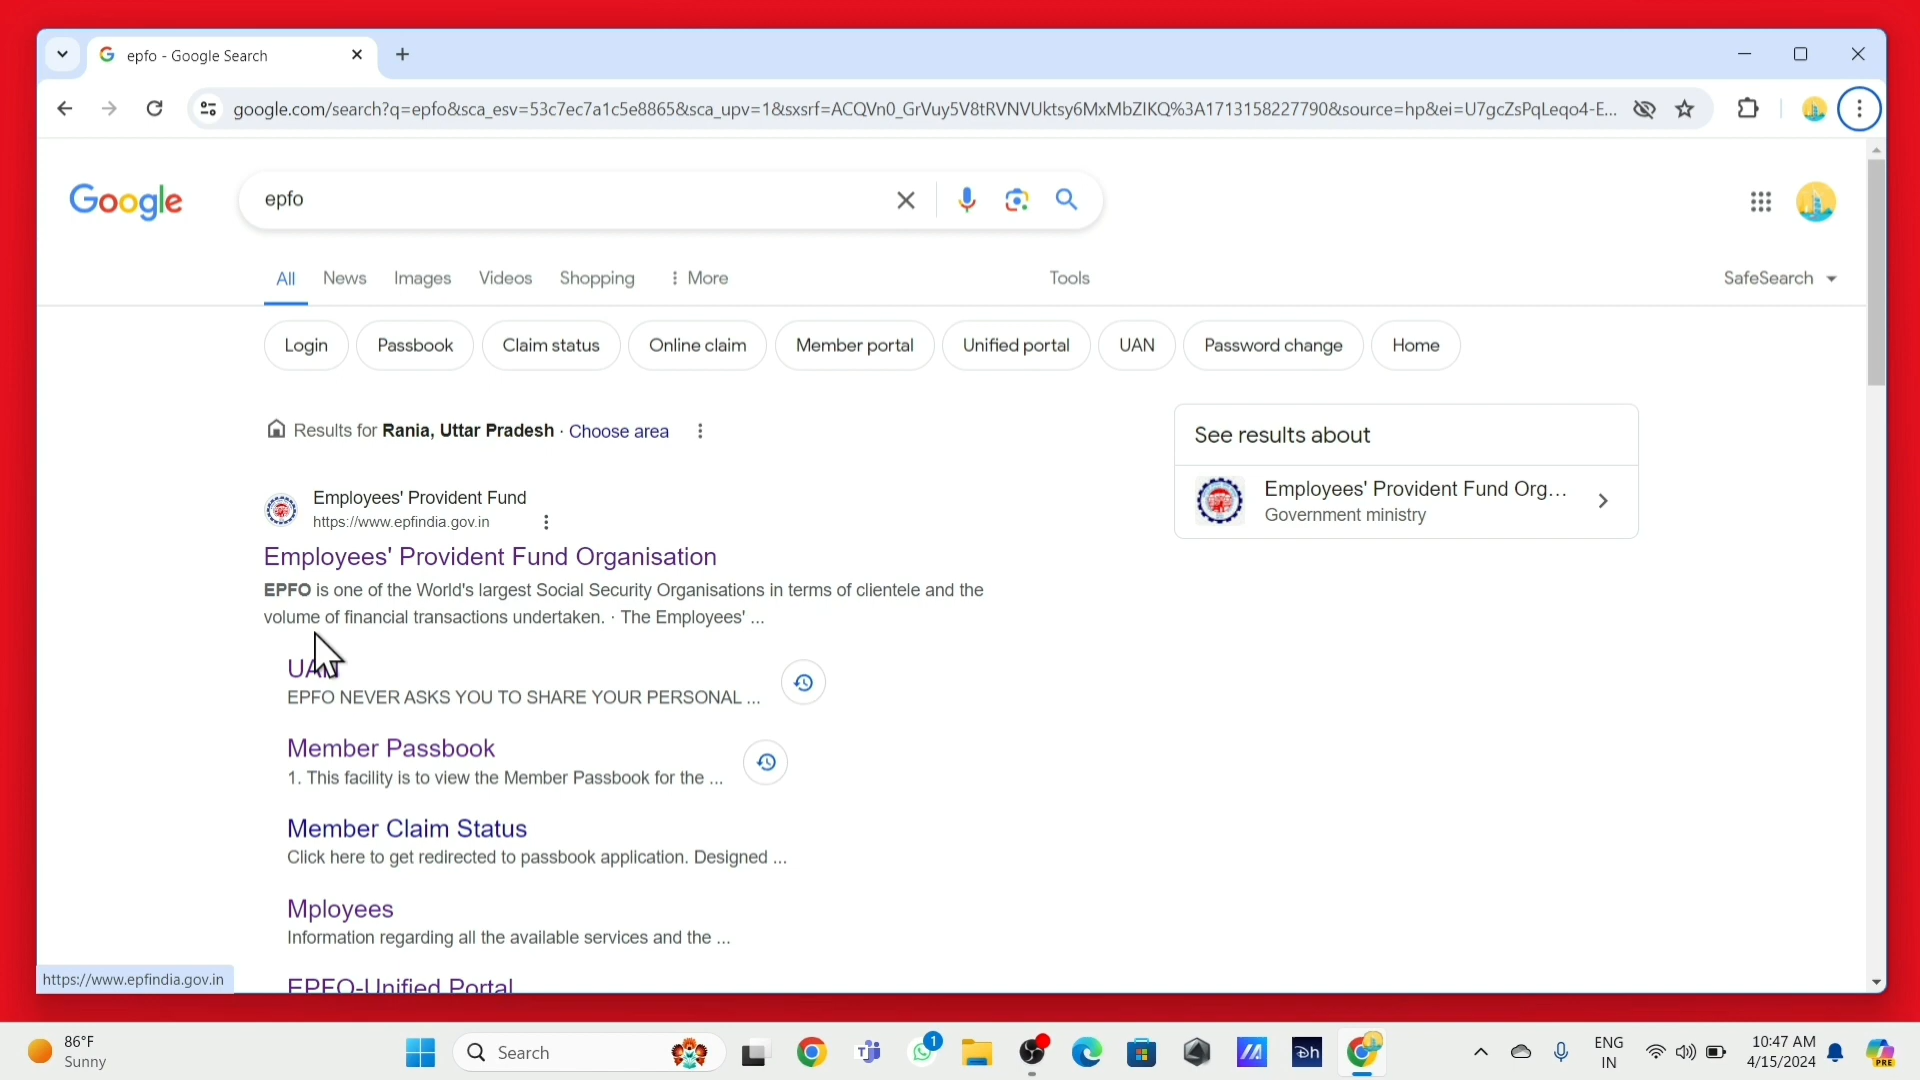 epfo - Google Search
google.com/search?q=epfo&sca_esv=53c7ec7a1c5e8865&sca_upv=1&sxsrf=ACQVn0_GrVuy5V8tRVNVUktsy6MxMbZIKQ%3A1713158227790&source=hp&ei=U7gcZsPqLeqo4-E...
Google
epfo
All News Images Videos Shopping More Tools SafeSearch
Login Passbook Claim status Online claim Member portal Unified portal UAN Password change Home
Results for Rania, Uttar Pradesh · Choose area
See results about
Employees' Provident Fund Org...
Government ministry
Employees' Provident Fund
https://www.epfindia.gov.in
Employees' Provident Fund Organisation
EPFO is one of the World's largest Social Security Organisations in terms of clientele and the
volume of financial transactions undertaken. · The Employees' ...
UAN
EPFO NEVER ASKS YOU TO SHARE YOUR PERSONAL ...
Member Passbook
1. This facility is to view the Member Passbook for the ...
Member Claim Status
Click here to get redirected to passbook application. Designed ...
Mployees
Information regarding all the available services and the ...
EPFO-Unified Portal
https://www.epfindia.gov.in
86°F
Sunny
Search
1
Dh
PRE
ENG
IN
10:47 AM
4/15/2024